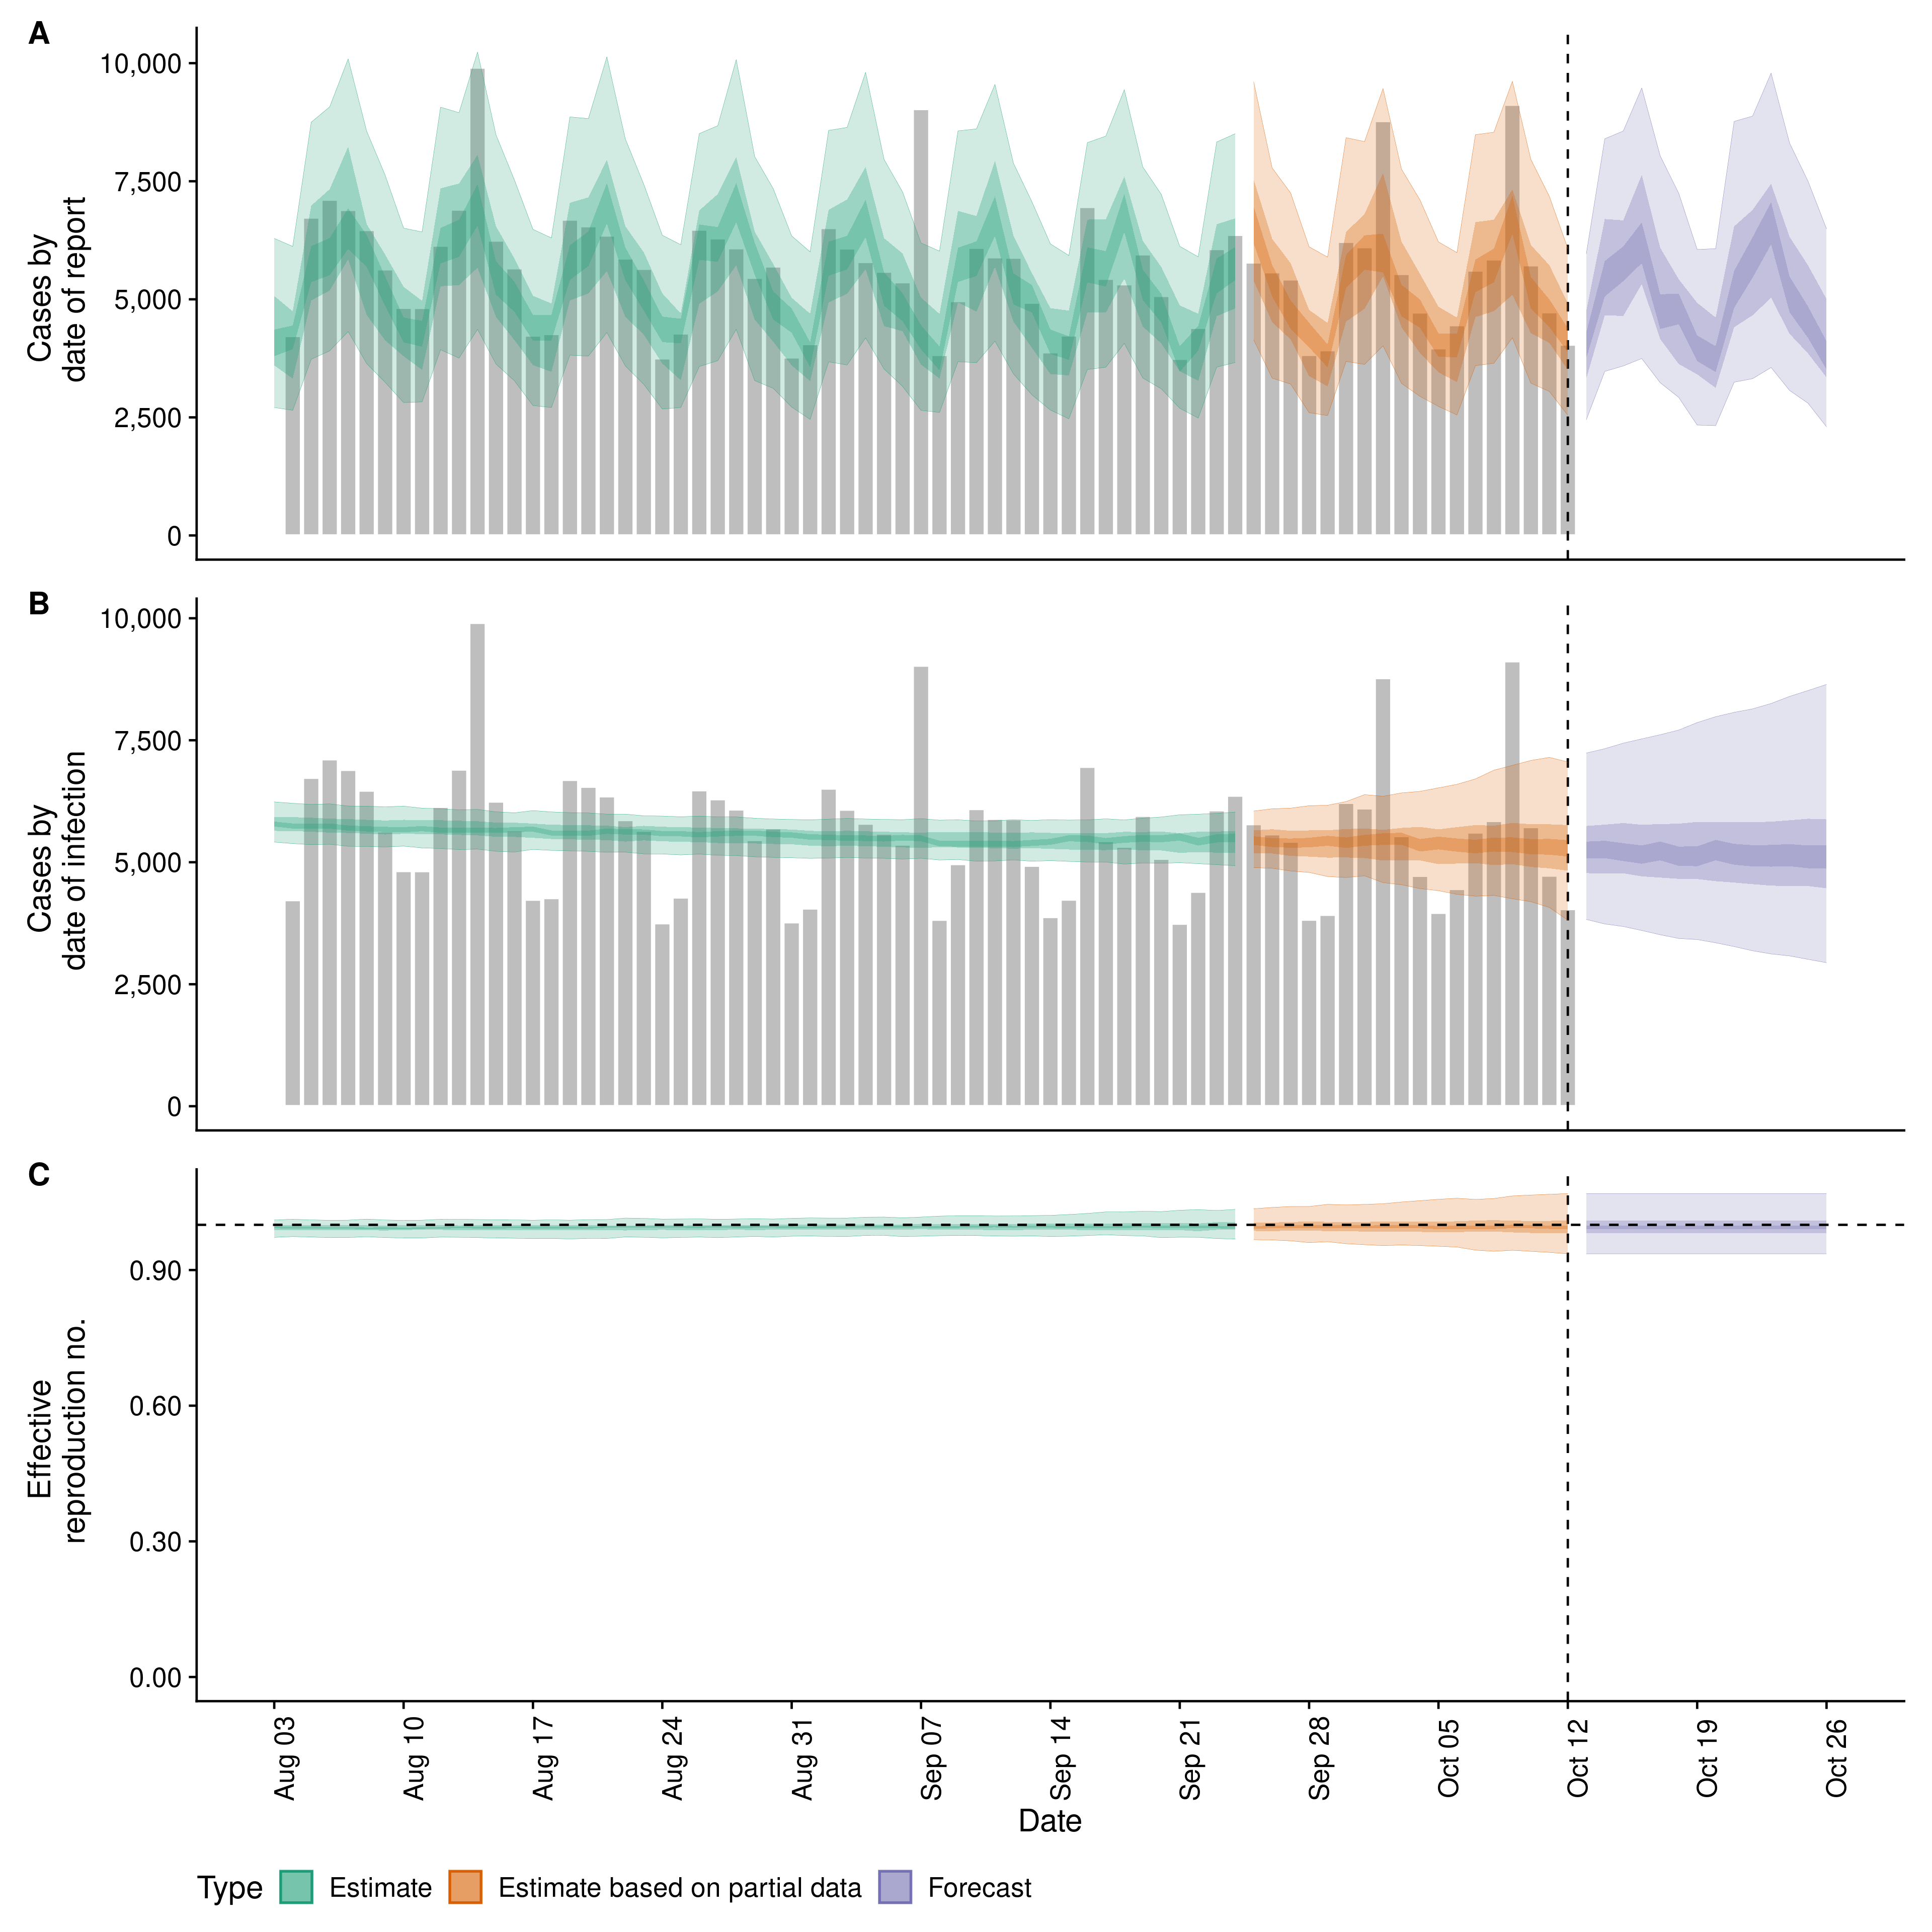 A
Cases by
date of report
10,000
7,500
5,000
2,500
0
B
Cases by
date of infection
10,000
7,500
5,000
2,500
0
C
Effective
reproduction no.
0.90
0.60
0.30
0.00
Aug 03
Aug 10
Aug 17
Aug 24
Aug 31
Sep 07
Sep 14
Sep 21
Sep 28
Oct 05
Oct 12
Oct 19
Oct 26
Date
Type Estimate Estimate based on partial data Forecast